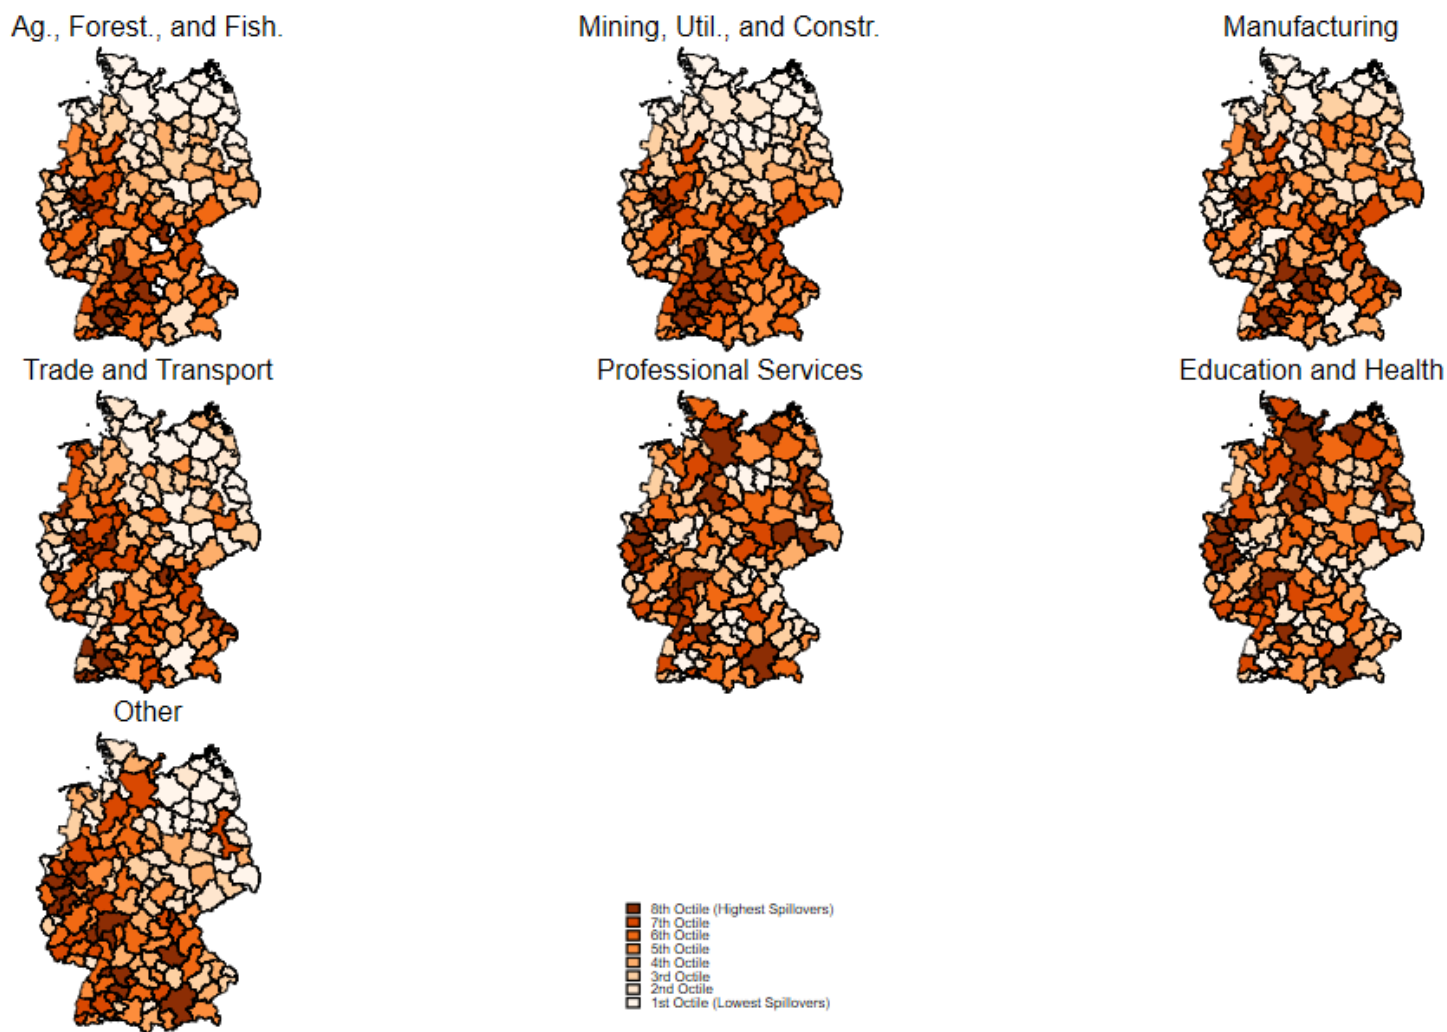 Ag., Forest., and Fish.
Mining, Util., and Constr.
Manufacturing
Trade and Transport
Professional Services
Education and Health
Other
8th Octile (Highest Spillovers)
7th Octile
6th Octile
5th Octile
4th Octile
3rd Octile
2nd Octile
1st Octile (Lowest Spillovers)